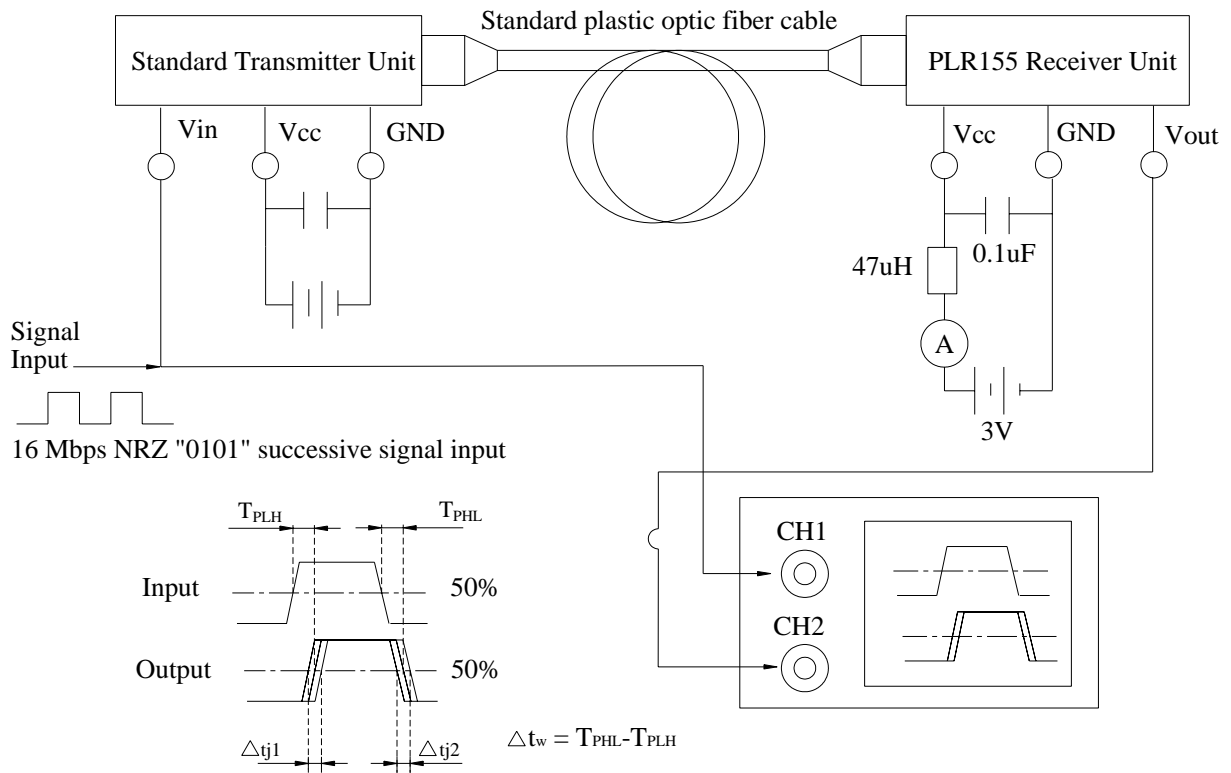 Standard plastic optic fiber cable
Standard Transmitter Unit
PLR155 Receiver Unit
Vin
Vcc
GND
Vcc
GND
Vout
0.1uF
47uH
A
3V
Signal
Input
16 Mbps NRZ "0101" successive signal input
TPLH
TPHL
Input
50%
Output
50%
△tj1
△tj2
△tw = TPHL-TPLH
CH1
CH2